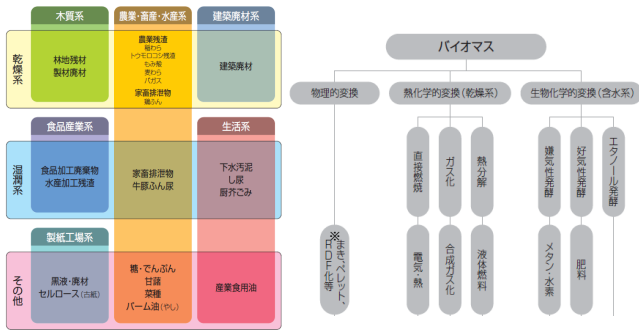 木質系
農業・畜産・水産系
建築廃材系
乾燥系
林地残材
製材廃材
農業残渣
稲わら
トウモロコシ残渣
もみ殻
麦わら
バガス
家畜排泄物
鶏ふん
建築廃材
食品産業系
生活系
湿潤系
食品加工廃棄物
水産加工残渣
家畜排泄物
牛豚ふん尿
下水汚泥
し尿
厨芥ごみ
製紙工場系
その他
黒液・廃材
セルロース(古紙)
糖・でんぷん
甘藷
菜種
パーム油(やし)
産業食用油
バイオマス
物理的変換
熱化学的変換(乾燥系)
生物化学的変換(含水系)
直接燃焼
ガス化
熱分解
嫌気性発酵
好気性発酵
エタノール発酵
※まき、ペレット、
RDF化等
電気・熱
合成ガス化
液体燃料
メタン・水素
肥料